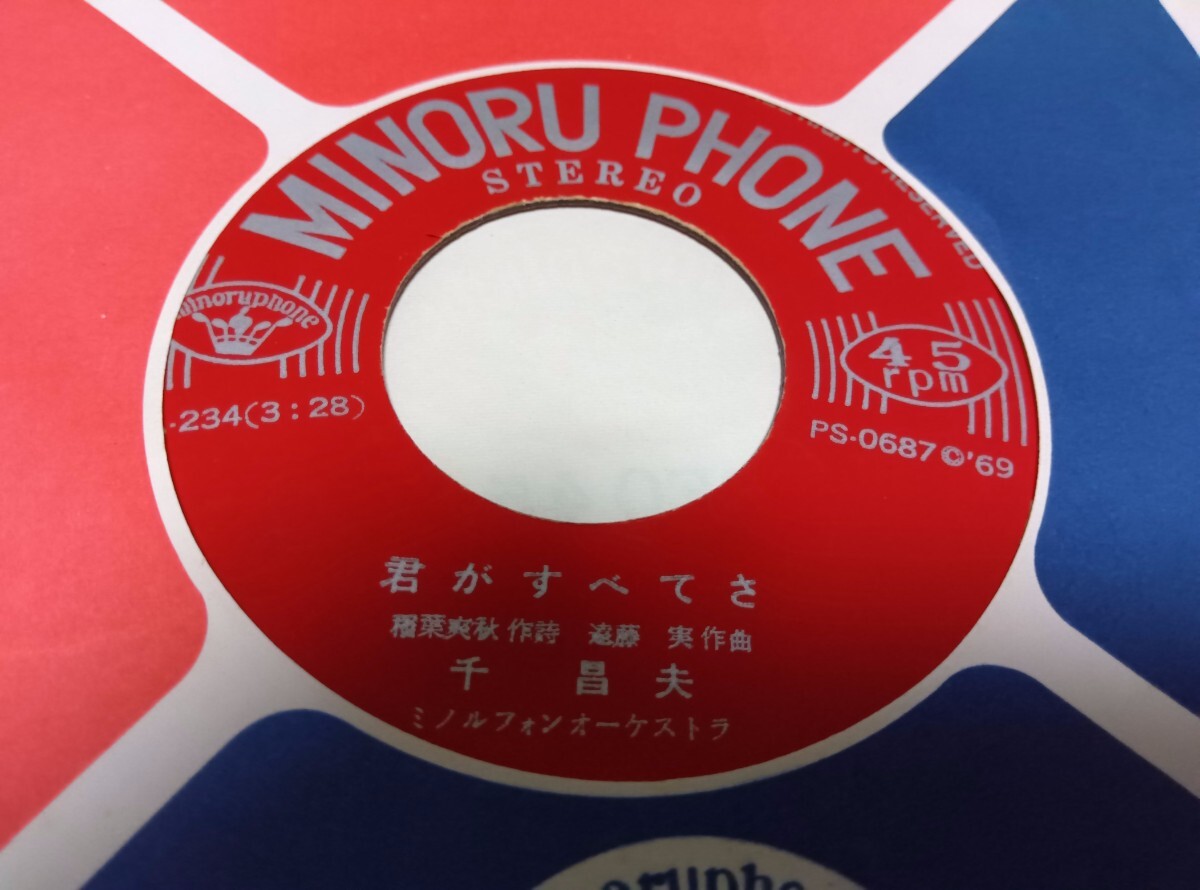 MINORU PHONE
STEREO
RESERVED
minoruphone
45
rpm
·234(3:28)
PS·0687©'69
君がすべてさ
稲葉爽秋作詩 遠藤 実作曲
千 昌夫
ミノルフォンオーケストラ